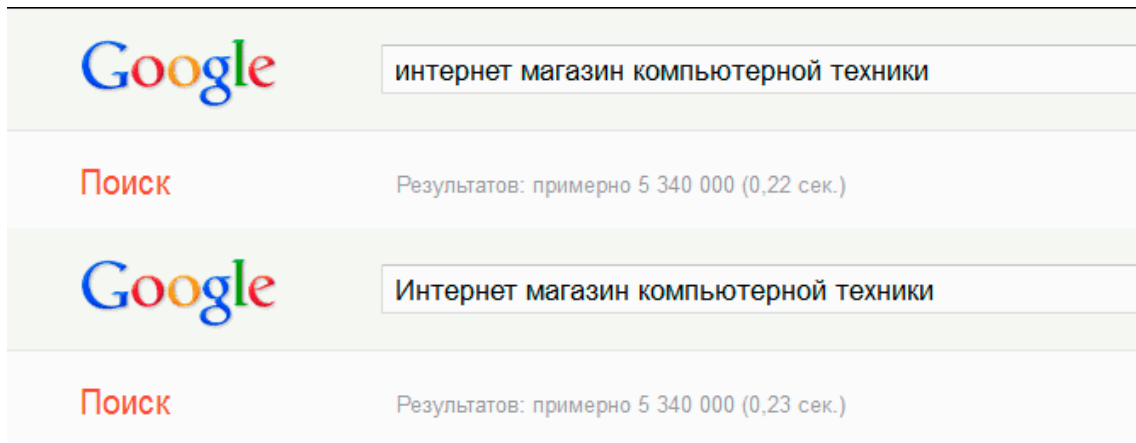 Google интернет магазин компьютерной техники
Поиск Результатов: примерно 5 340 000 (0,22 сек.)
Google Интернет магазин компьютерной техники
Поиск Результатов: примерно 5 340 000 (0,23 сек.)